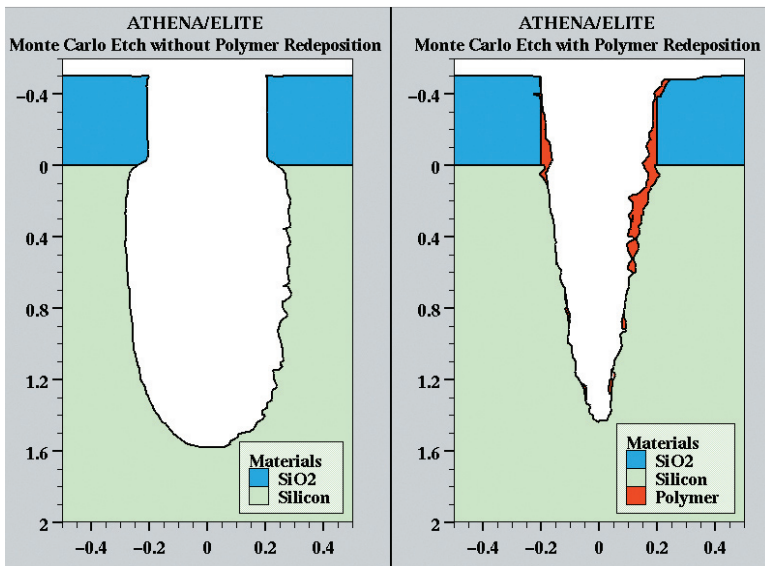 ATHENA/ELITE
Monte Carlo Etch without Polymer Redeposition
−0.4
0
0.4
0.8
1.2
1.6
2
−0.4 −0.2 0 0.2 0.4
Materials
SiO2
Silicon
ATHENA/ELITE
Monte Carlo Etch with Polymer Redeposition
−0.4
0
0.4
0.8
1.2
1.6
2
−0.4 −0.2 0 0.2 0.4
Materials
SiO2
Silicon
Polymer